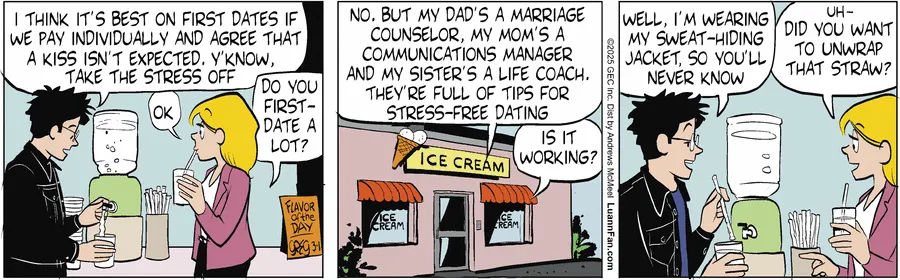 I THINK IT'S BEST ON FIRST DATES IF
WE PAY INDIVIDUALLY AND AGREE THAT
A KISS ISN'T EXPECTED. Y'KNOW,
TAKE THE STRESS OFF
OK
DO YOU
FIRST-
DATE A
LOT?
FLAVOR
of the
DAY
GREG 3-1
NO. BUT MY DAD'S A MARRIAGE
COUNSELOR, MY MOM'S A
COMMUNICATIONS MANAGER
AND MY SISTER'S A LIFE COACH.
THEY'RE FULL OF TIPS FOR
STRESS-FREE DATING
IS IT
WORKING?
ICE CREAM
ICE
CREAM
ICE
CREAM
©2025 GEC Inc. Dist by Andrews McMeel LuannFan.com
WELL, I'M WEARING
MY SWEAT-HIDING
JACKET, SO YOU'LL
NEVER KNOW
UH-
DID YOU WANT
TO UNWRAP
THAT STRAW?